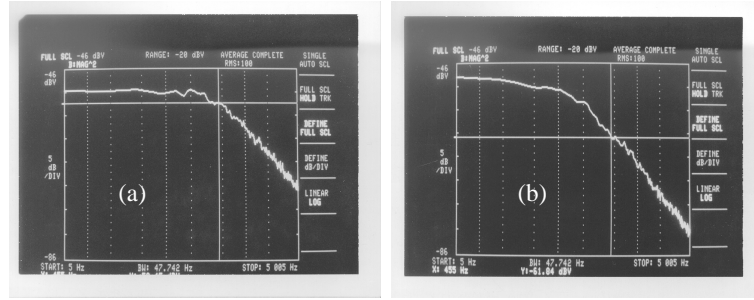 FULL SCL -46 dBV RANGE: -20 dBV AVERAGE COMPLETE SINGLE
B:MAG^2 RMS:100 AUTO SCL
-46
dBV
FULL SCL
HOLD TRK
DEFINE
FULL SCL
5
dB
/DIV
DEFINE
dB/DIV
LINEAR
LOG
(a)
-86
START: 5 Hz BW: 47.742 Hz STOP: 5 005 Hz
FULL SCL -46 dBV RANGE: -20 dBV AVERAGE COMPLETE SINGLE
B:MAG^2 RMS:100 AUTO SCL
-46
dBV
FULL SCL
HOLD TRK
DEFINE
FULL SCL
5
dB
/DIV
DEFINE
dB/DIV
LINEAR
LOG
(b)
-86
START: 5 Hz BW: 47.742 Hz STOP: 5 005 Hz
X: 455 Hz Y:-61.84 dBV